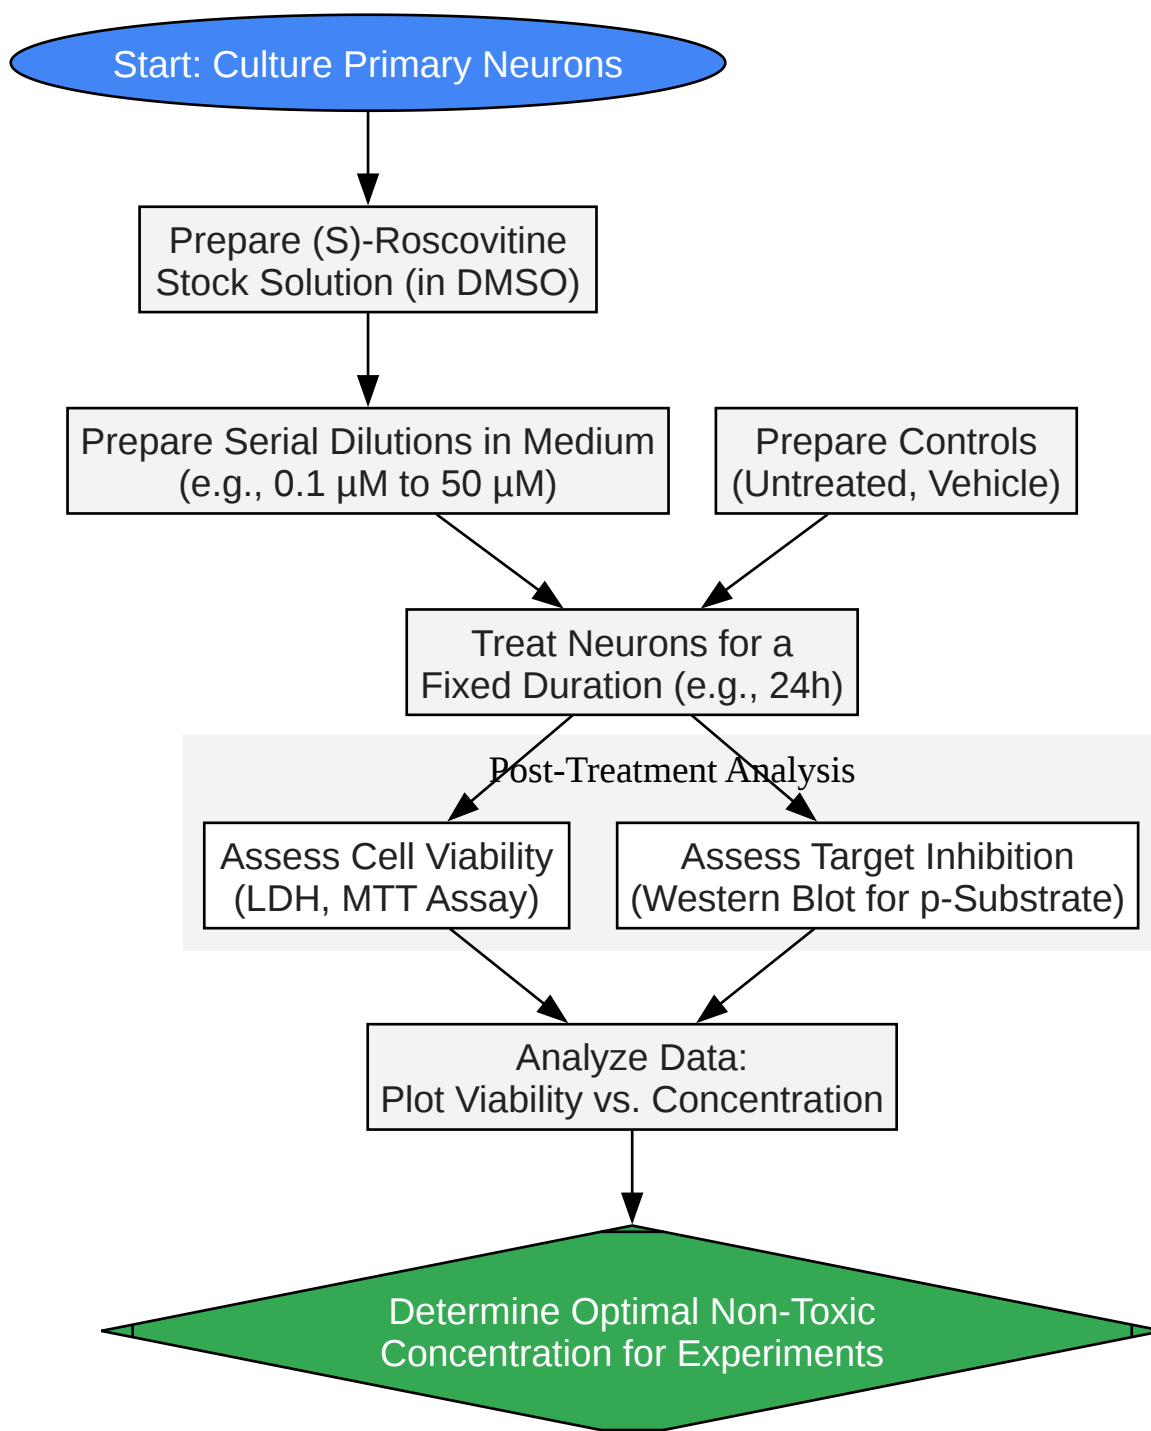 Start: Culture Primary Neurons
Prepare (S)-Roscovitine
Stock Solution (in DMSO)
Prepare Serial Dilutions in Medium
(e.g., 0.1 µM to 50 µM)
Prepare Controls
(Untreated, Vehicle)
Treat Neurons for a
Fixed Duration (e.g., 24h)
Post-Treatment Analysis
Assess Cell Viability
(LDH, MTT Assay)
Assess Target Inhibition
(Western Blot for p-Substrate)
Analyze Data:
Plot Viability vs. Concentration
Determine Optimal Non-Toxic
Concentration for Experiments